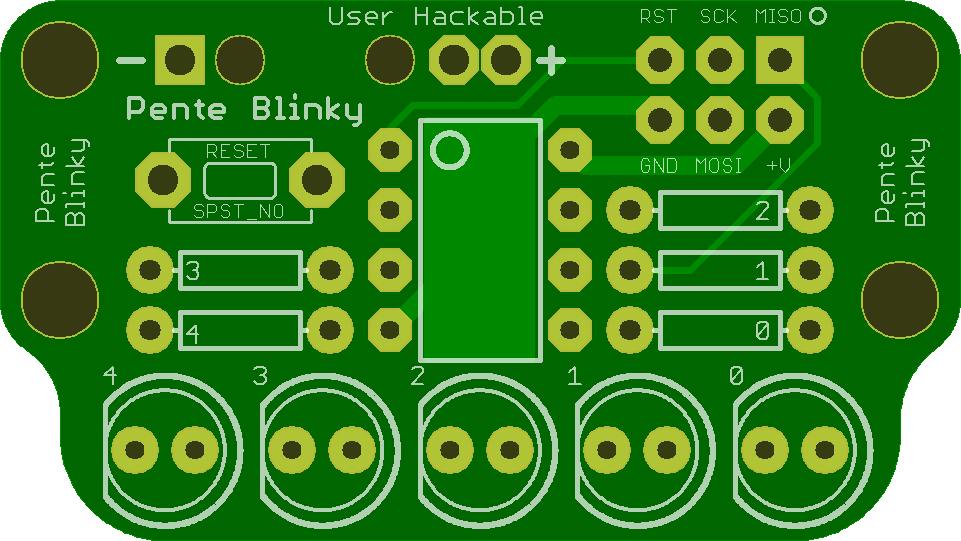 User Hackable
RST SCK MISO
− +
Pente Blinky
GND MOSI +V
RESET
SPST_NO
Pente
Blinky
Pente
Blinky
2
3
1
4
0
4 3 2 1 0